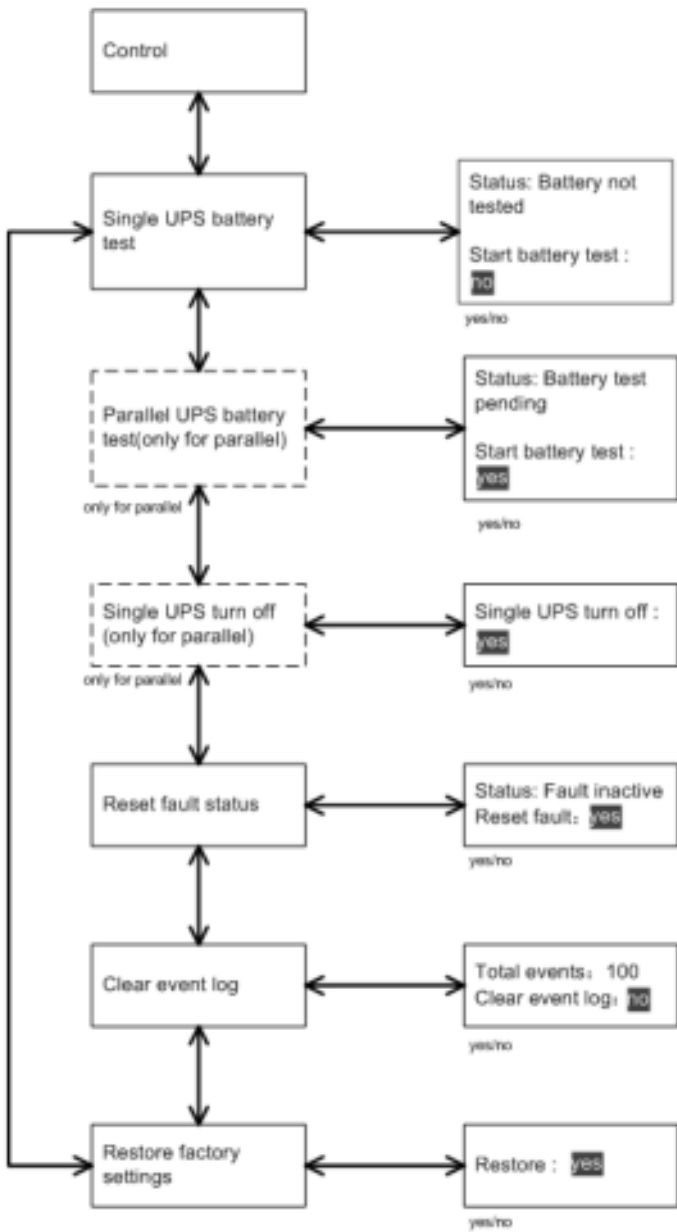 Control
Single UPS battery
test
Status: Battery not
tested
Start battery test :
no
yes/no
Parallel UPS battery
test(only for parallel)
Status: Battery test
pending
Start battery test :
yes
only for parallel
yes/no
Single UPS turn off
(only for parallel)
Single UPS turn off :
yes
only for parallel
yes/no
Reset fault status
Status: Fault inactive
Reset fault： yes
yes/no
Clear event log
Total events： 100
Clear event log： no
yes/no
Restore factory
settings
Restore : yes
yes/no